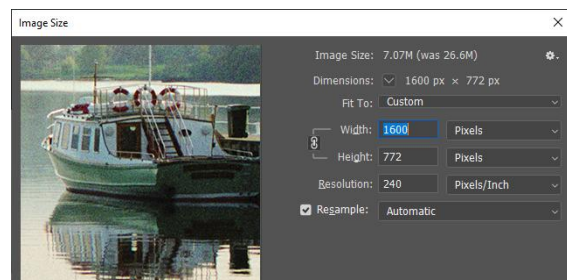 Image Size
Image Size: 7.07M (was 26.6M)
Dimensions: 1600 px × 772 px
Fit To: Custom
Width: 1600 Pixels
Height: 772 Pixels
Resolution: 240 Pixels/Inch
Resample: Automatic